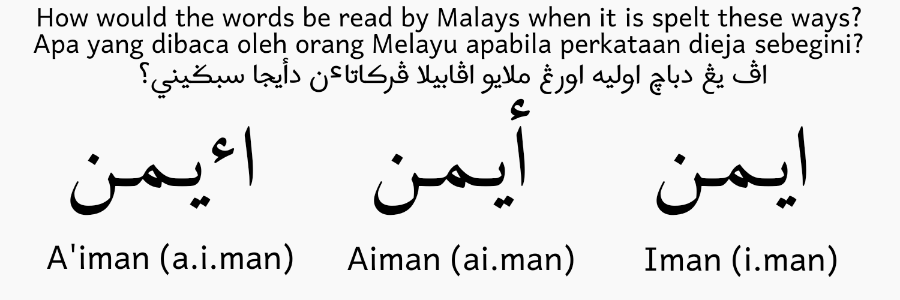 How would the words be read by Malays when it is spelt these ways?
Apa yang dibaca oleh orang Melayu apabila perkataan dieja sebegini?
اڤ يڠ دباچ اوليه اورڠ ملايو اڤابيلا ڤرکاتاءن دأيجا سبݢيني؟
اءيمن أيمن ايمن
A'iman (a.i.man) Aiman (ai.man) Iman (i.man)